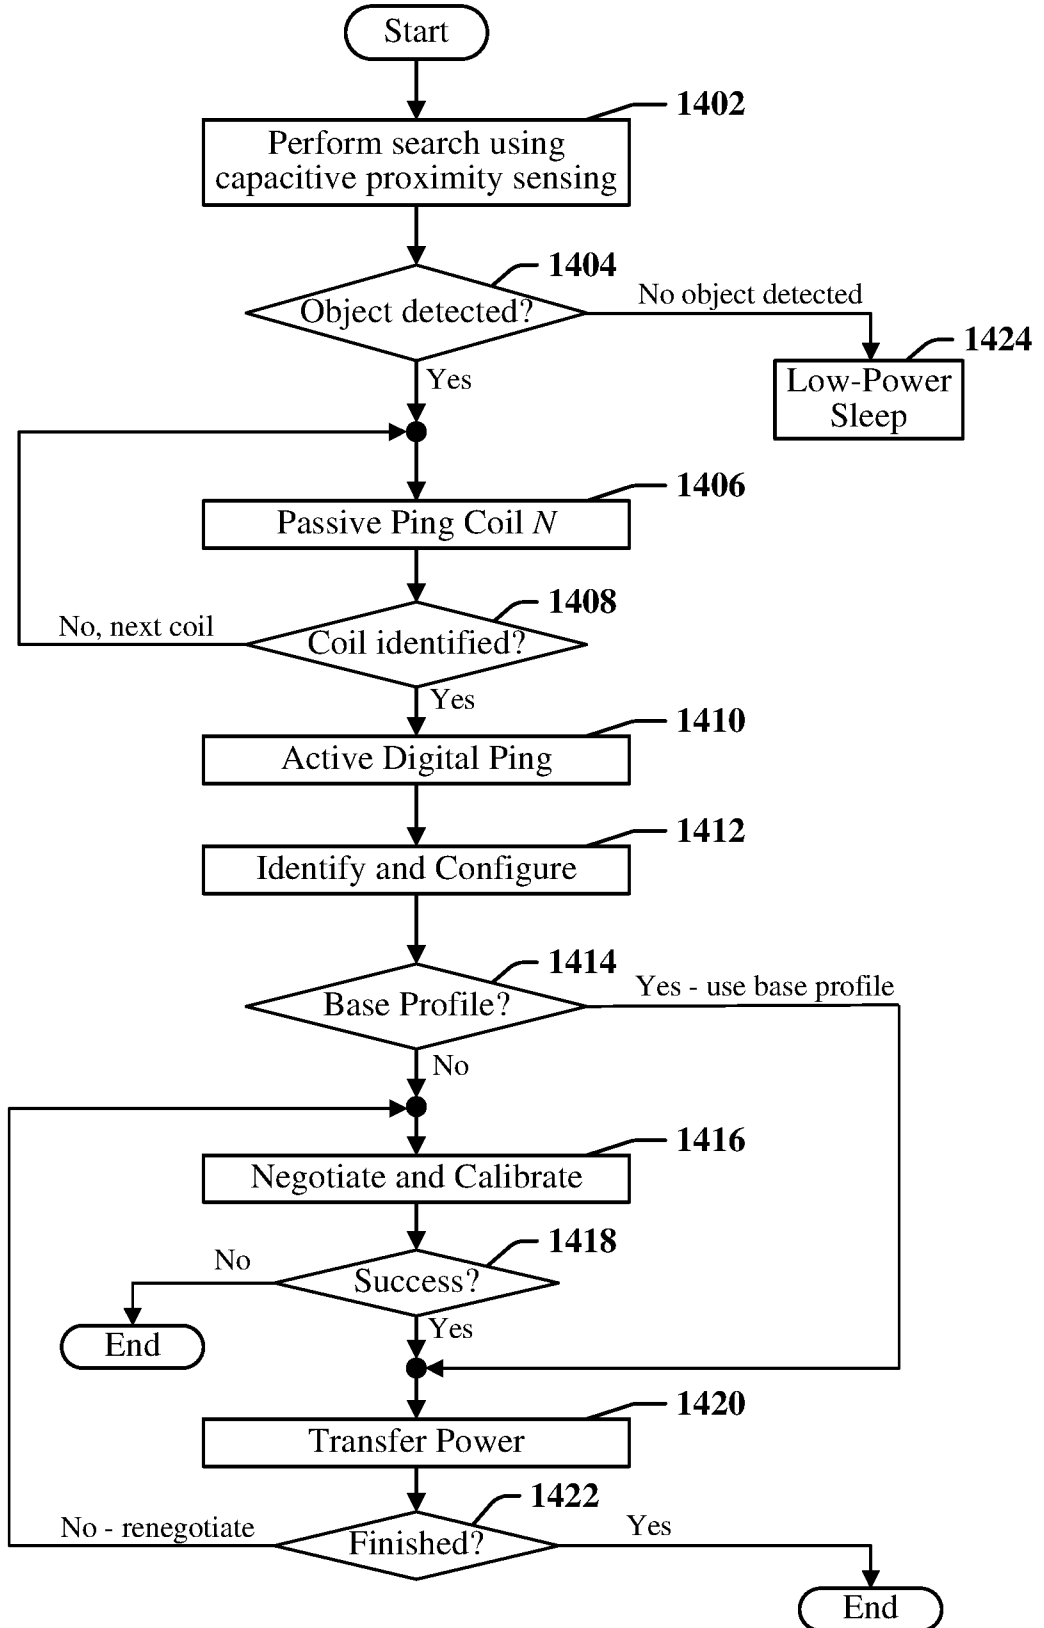 Start
1402
Perform search using
capacitive proximity sensing
1404
Object detected?
No object detected
1424
Low-Power
Sleep
Yes
1406
Passive Ping Coil N
1408
Coil identified?
No, next coil
Yes
1410
Active Digital Ping
1412
Identify and Configure
1414
Base Profile?
Yes - use base profile
No
1416
Negotiate and Calibrate
1418
Success?
No
End
Yes
1420
Transfer Power
1422
Finished?
No - renegotiate
Yes
End